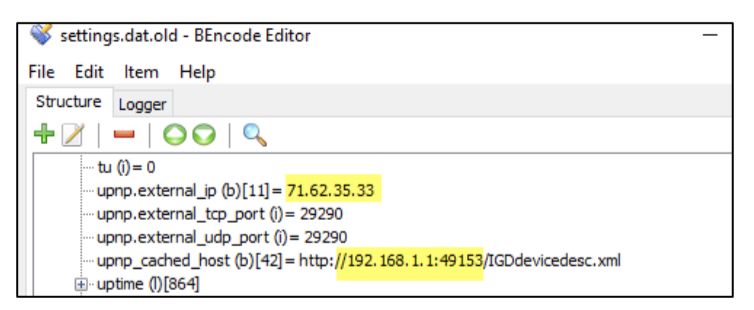 settings.dat.old - BEncode Editor
File Edit Item Help
Structure Logger
tu (i) = 0
upnp.external_ip (b)[11] = 71.62.35.33
upnp.external_tcp_port (i) = 29290
upnp.external_udp_port (i) = 29290
upnp_cached_host (b)[42] = http://192.168.1.1:49153/IGDdevicedesc.xml
uptime (l)[864]